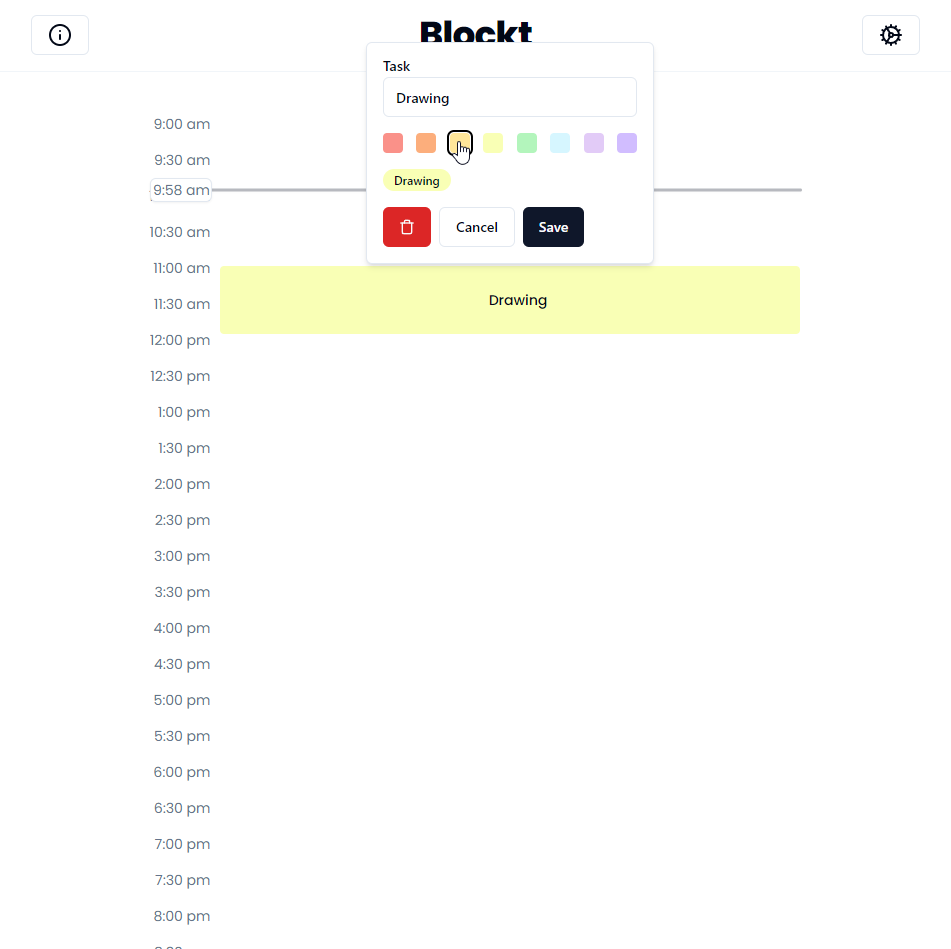 Blockt
Task
Drawing
Drawing
Cancel
Save
9:00 am
9:30 am
9:58 am
10:30 am
11:00 am
Drawing
11:30 am
12:00 pm
12:30 pm
1:00 pm
1:30 pm
2:00 pm
2:30 pm
3:00 pm
3:30 pm
4:00 pm
4:30 pm
5:00 pm
5:30 pm
6:00 pm
6:30 pm
7:00 pm
7:30 pm
8:00 pm